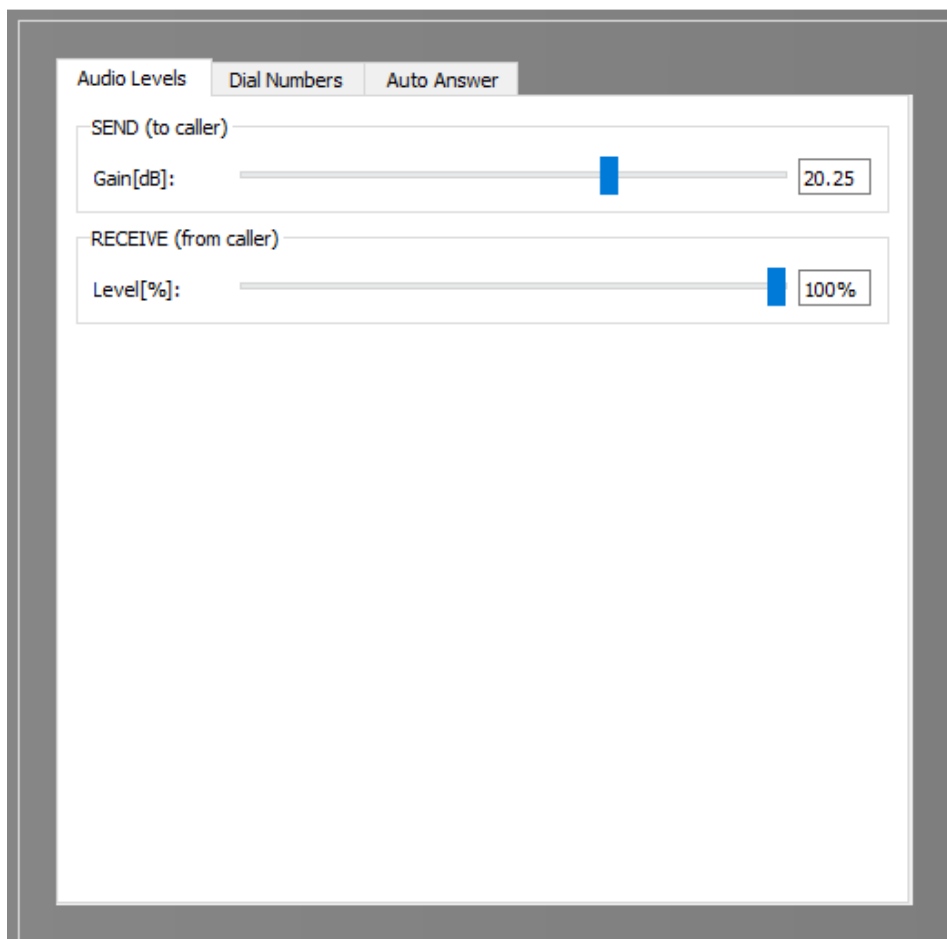 Audio Levels Dial Numbers Auto Answer
SEND (to caller)
Gain[dB]: 20.25
RECEIVE (from caller)
Level[%]: 100%